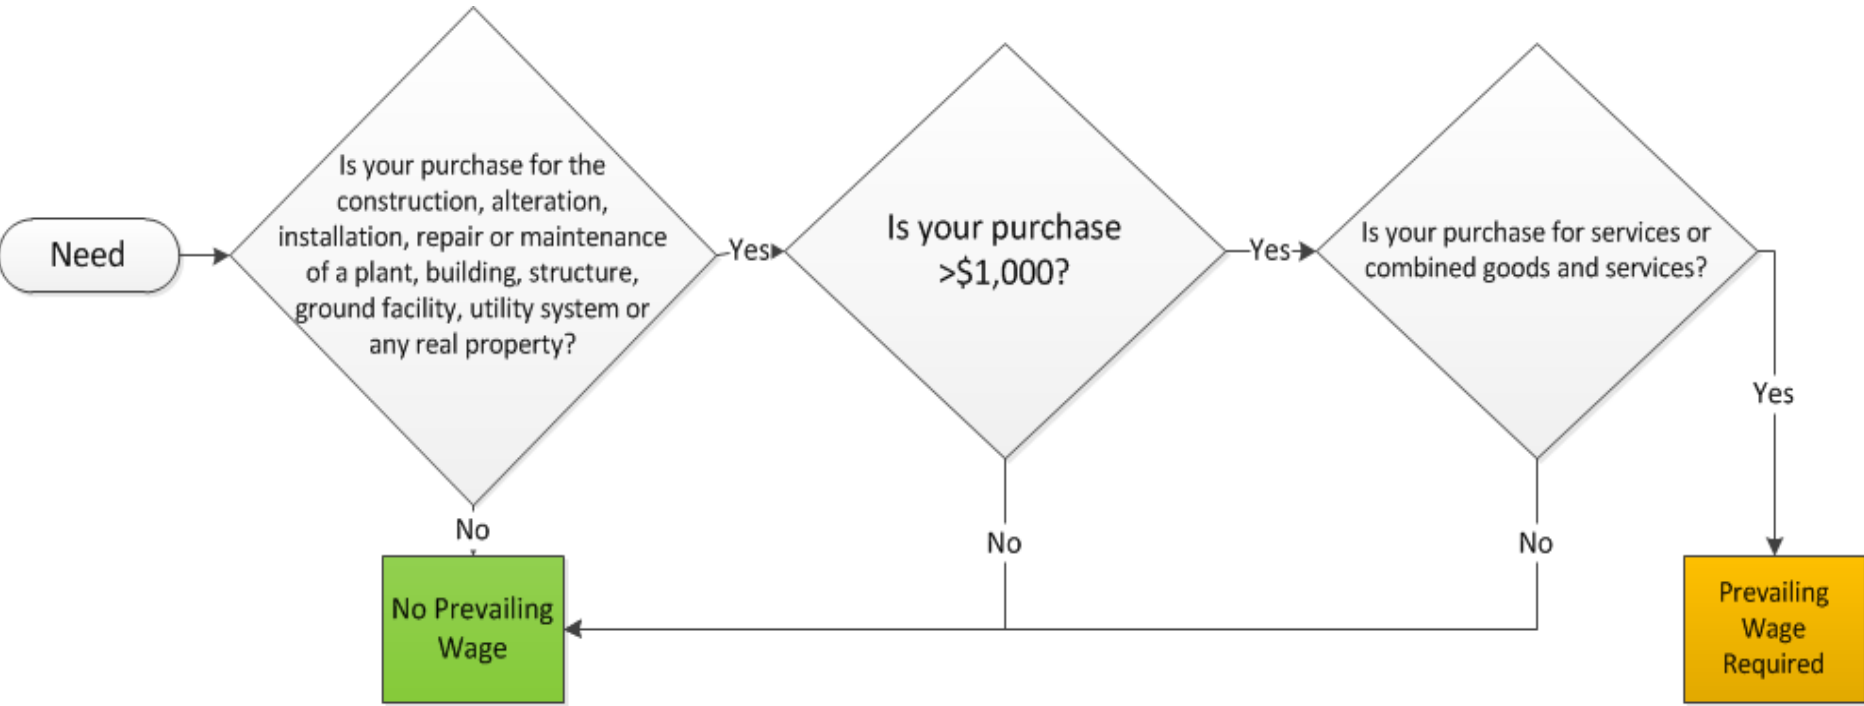 Need
Is your purchase for the
construction, alteration,
installation, repair or maintenance
of a plant, building, structure,
ground facility, utility system or
any real property?
Yes
Is your purchase
>$1,000?
Yes
Is your purchase for services or
combined goods and services?
Yes
No
No
No
No Prevailing
Wage
Prevailing
Wage
Required